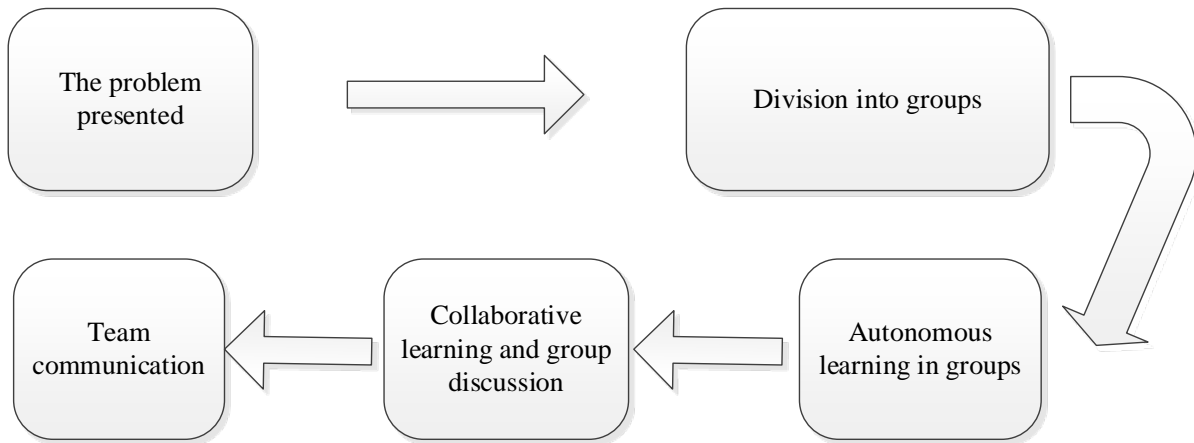 The problem
presented
Division into groups
Autonomous
learning in groups
Collaborative
learning and group
discussion
Team
communication